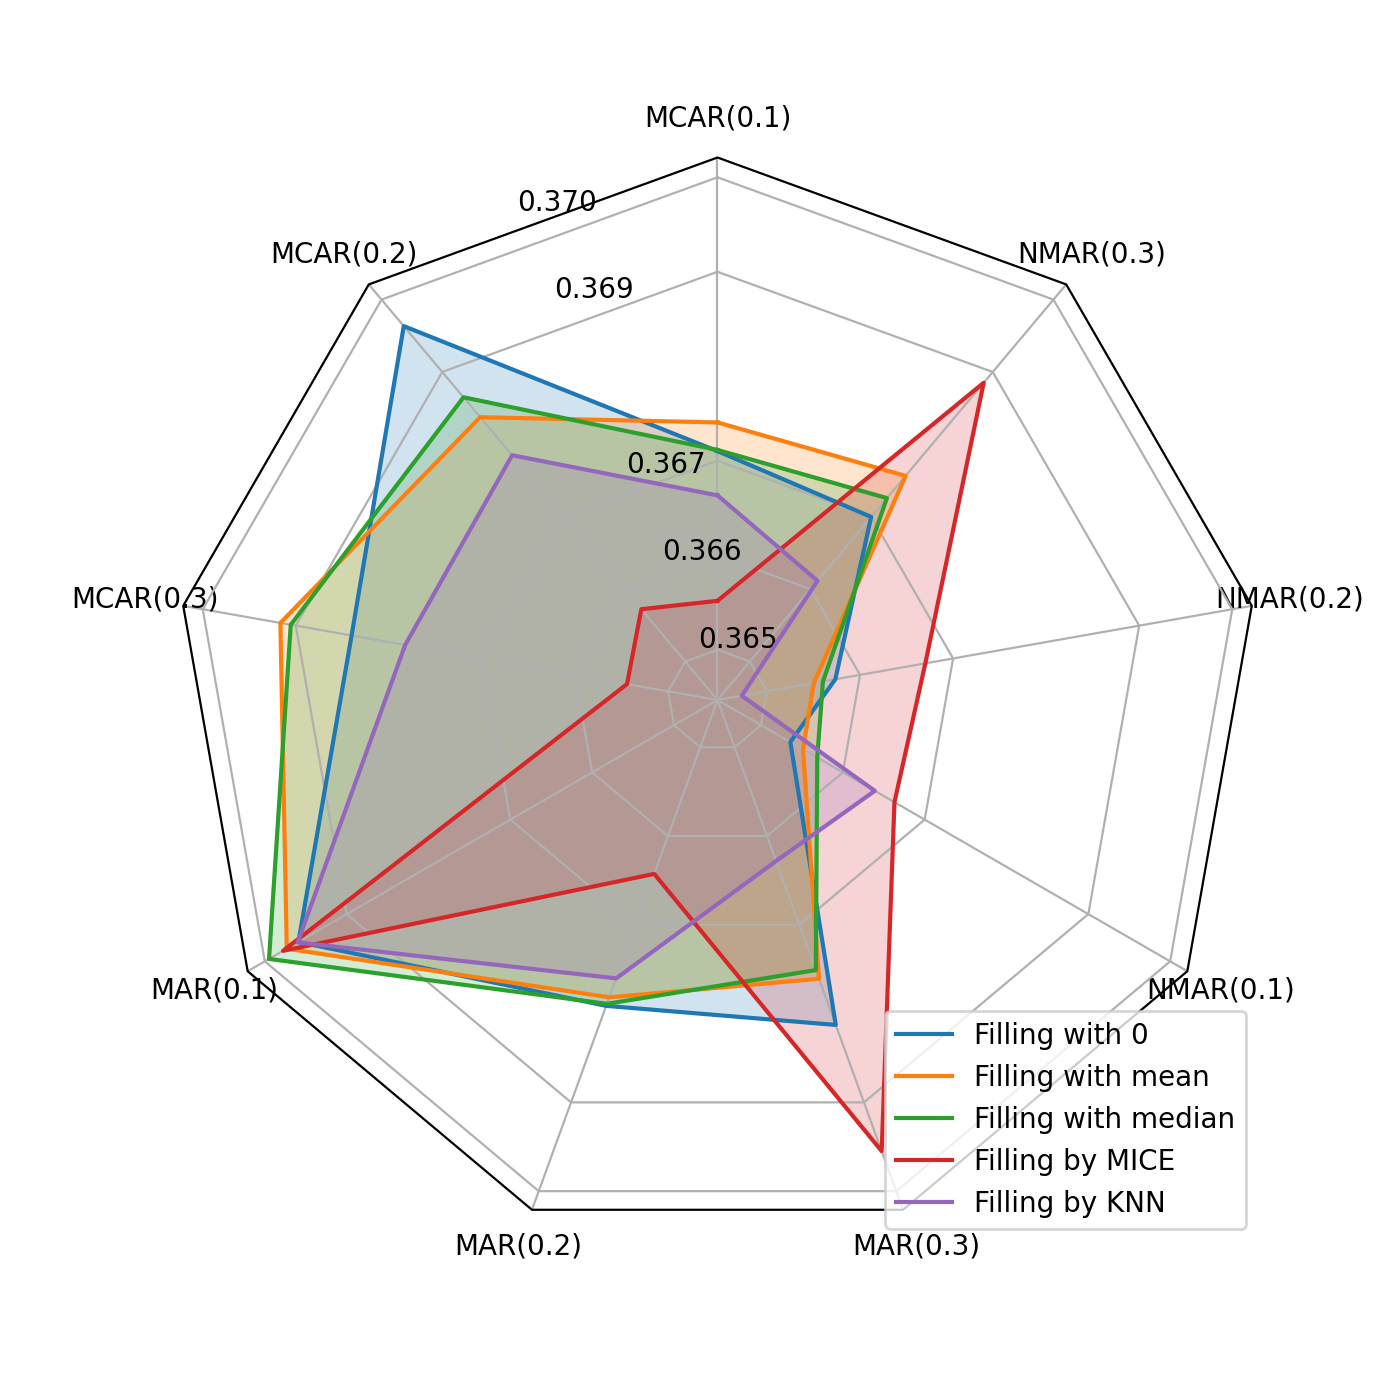 MCAR(0.1)
0.370
MCAR(0.2)
NMAR(0.3)
0.369
0.367
0.366
MCAR(0.3)
NMAR(0.2)
0.365
MAR(0.1)
NMAR(0.1)
Filling with 0
Filling with mean
Filling with median
Filling by MICE
Filling by KNN
MAR(0.2)
MAR(0.3)